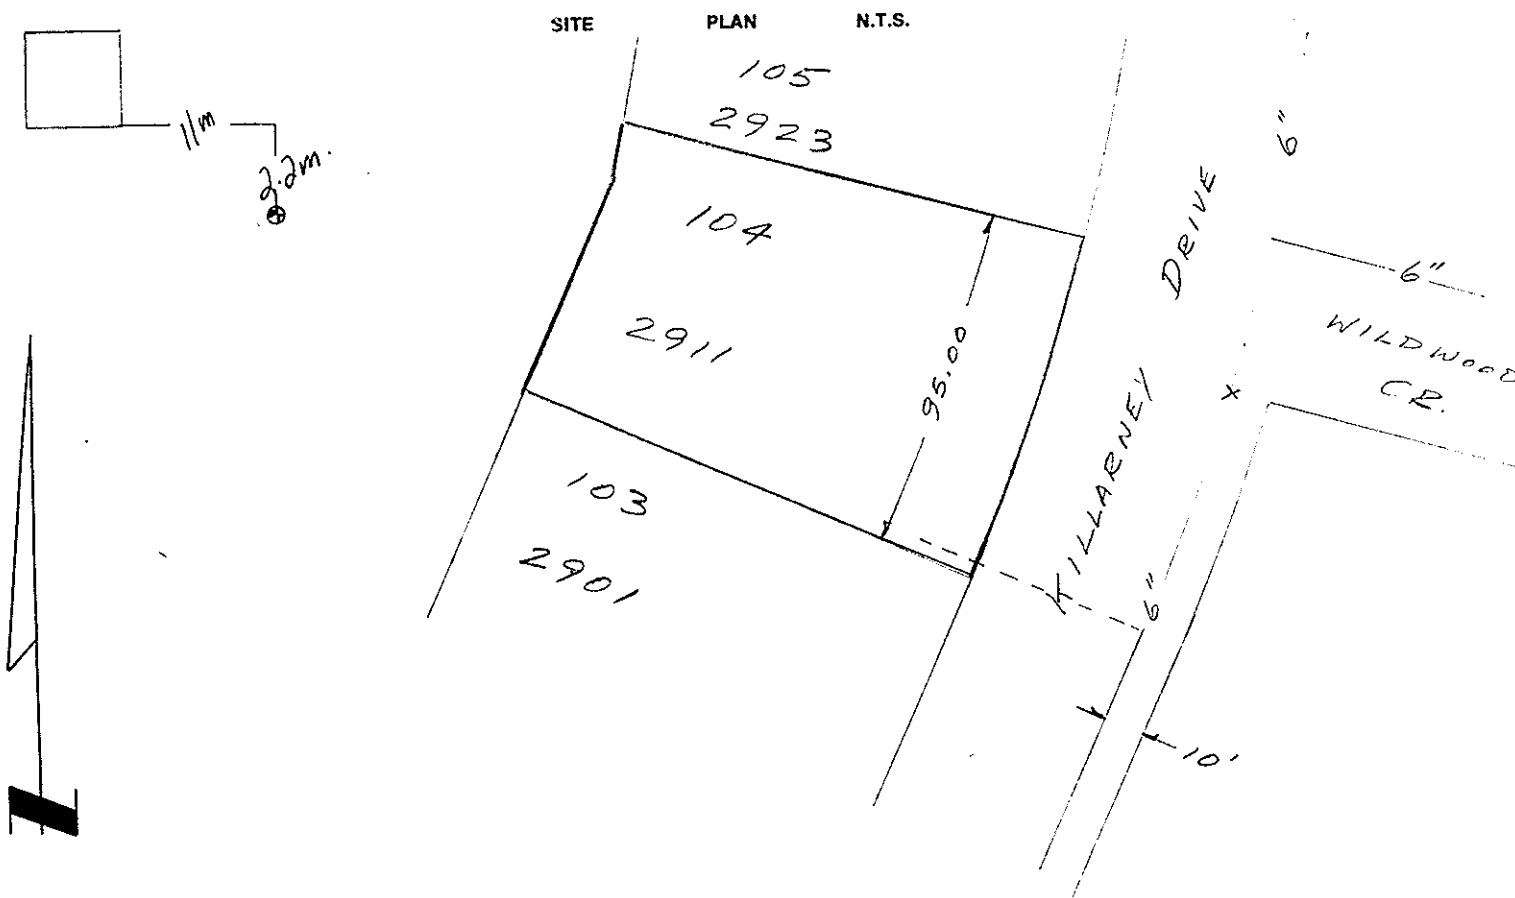 SITE PLAN N.T.S.
11m
2.2m.
105
2923
104
2911
95.00
103
2901
KILLARNEY DRIVE
6"
6"
WILDWOOD
CR.
X
6"
10'
N